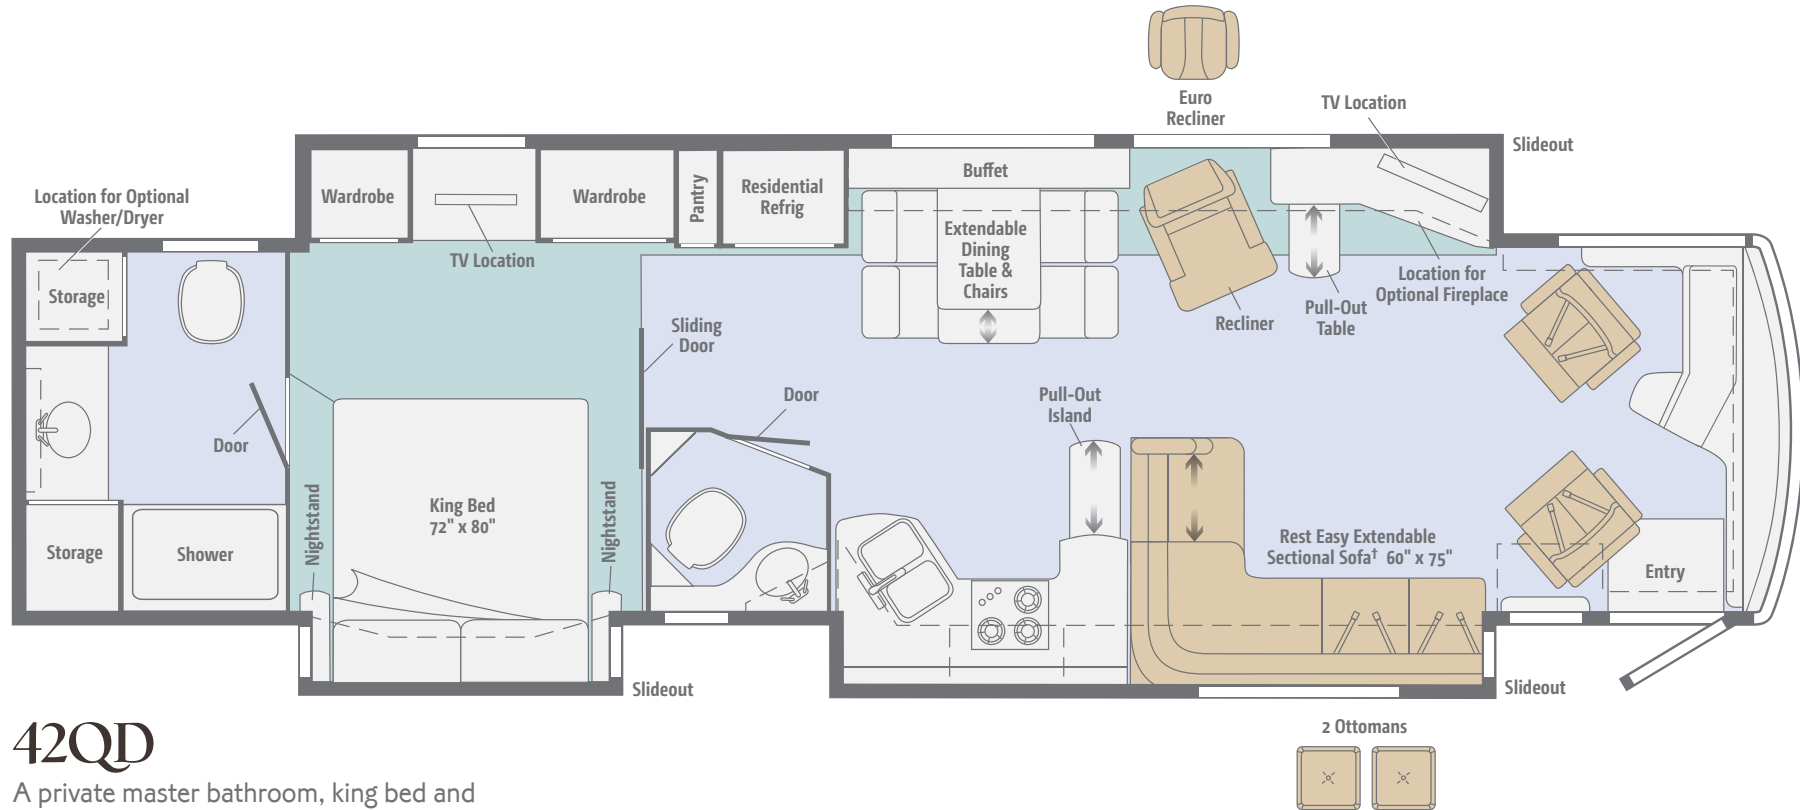 Euro
Recliner
TV Location
Slideout
Location for Optional
Washer/Dryer
Wardrobe
Wardrobe
Pantry
Residential
Refrig
Buffet
TV Location
Extendable
Dining
Table &
Chairs
Storage
Recliner
Pull-Out
Table
Location for
Optional Fireplace
Sliding
Door
Door
Pull-Out
Island
Door
King Bed
72" x 80"
Nightstand
Nightstand
Storage
Shower
Rest Easy Extendable
Sectional Sofa† 60" x 75"
Entry
Slideout
Slideout
2 Ottomans
42QD
A private master bathroom, king bed and